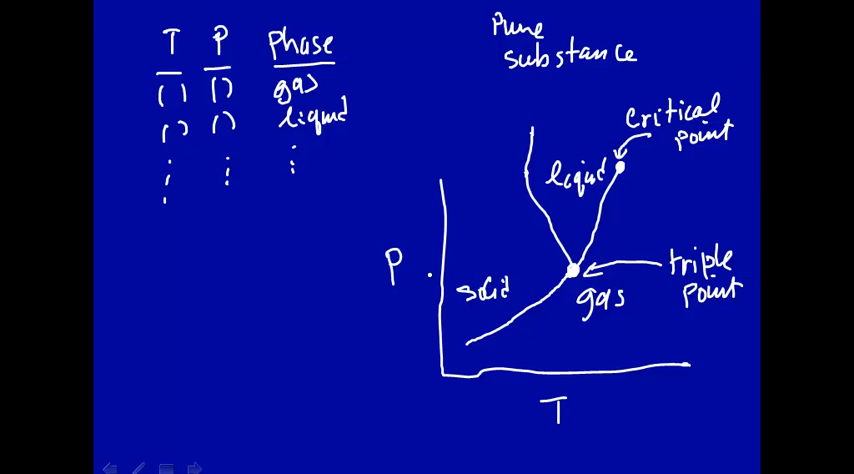 T P Phase
( ) ( ) gas
( ) ( ) liquid
Pure
substance
critical
point
liquid
P
solid
triple
point
gas
T